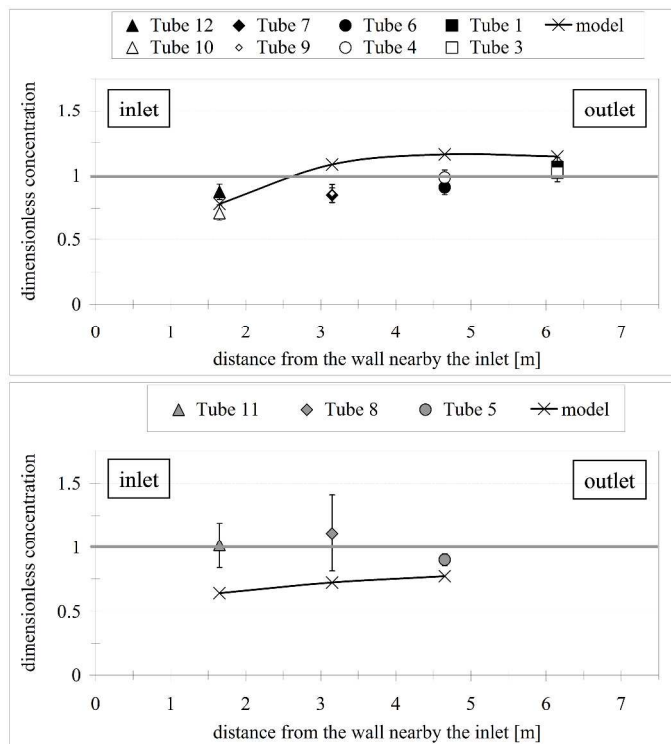 Tube 12 Tube 7 Tube 6 Tube 1 model
Tube 10 Tube 9 Tube 4 Tube 3
inlet outlet
1.5
1
0.5
0
0 1 2 3 4 5 6 7
dimensionless concentration
distance from the wall nearby the inlet [m]
Tube 11 Tube 8 Tube 5 model
inlet outlet
1.5
1
0.5
0
0 1 2 3 4 5 6 7
dimensionless concentration
distance from the wall nearby the inlet [m]